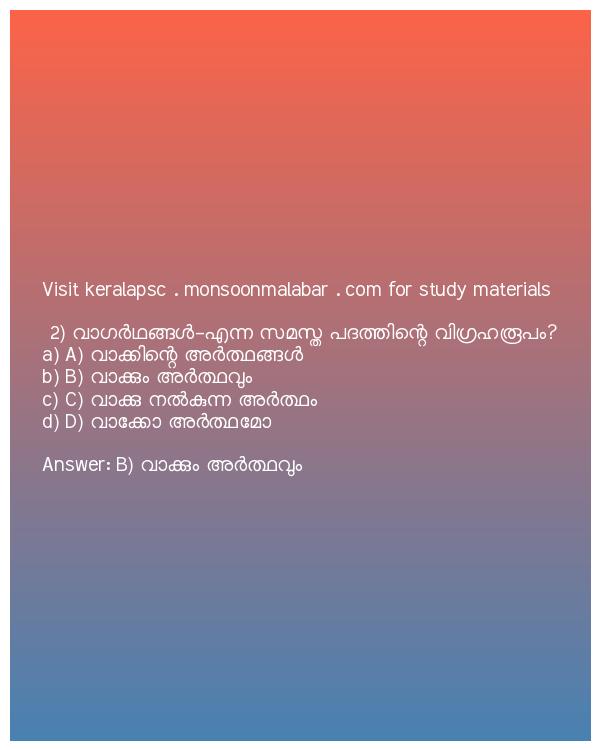 Visit keralapsc . monsoonmalabar . com for study materials
2) വാഗർഥങ്ങൾ-എന്ന സമസ്ത പദത്തിന്റെ വിഗ്രഹരൂപം?
a) A) വാക്കിന്റെ അർത്ഥങ്ങൾ
b) B) വാക്കും അർത്ഥവും
c) C) വാക്കു നൽകുന്ന അർത്ഥം
d) D) വാക്കോ അർത്ഥമോ
Answer: B) വാക്കും അർത്ഥവും